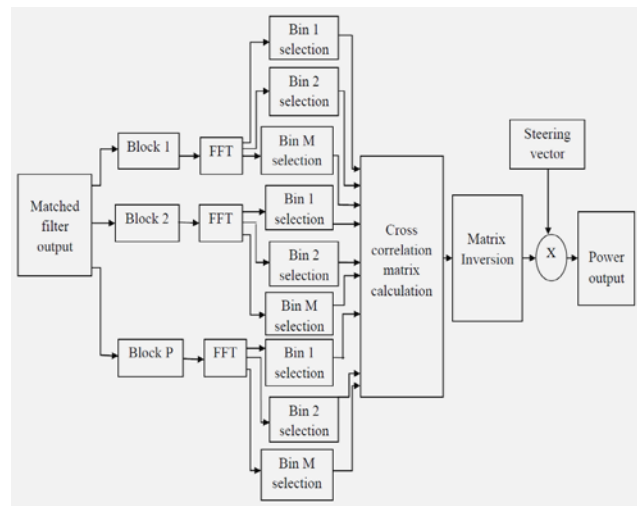 Bin 1
selection
Bin 2
selection
Bin M
selection
Block 1
FFT
Bin 1
selection
Block 2
FFT
Bin 2
selection
Bin M
selection
Block P
FFT
Bin 1
selection
Bin 2
selection
Bin M
selection
Matched
filter
output
Cross
correlation
matrix
calculation
Matrix
Inversion
Steering
vector
X
Power
output